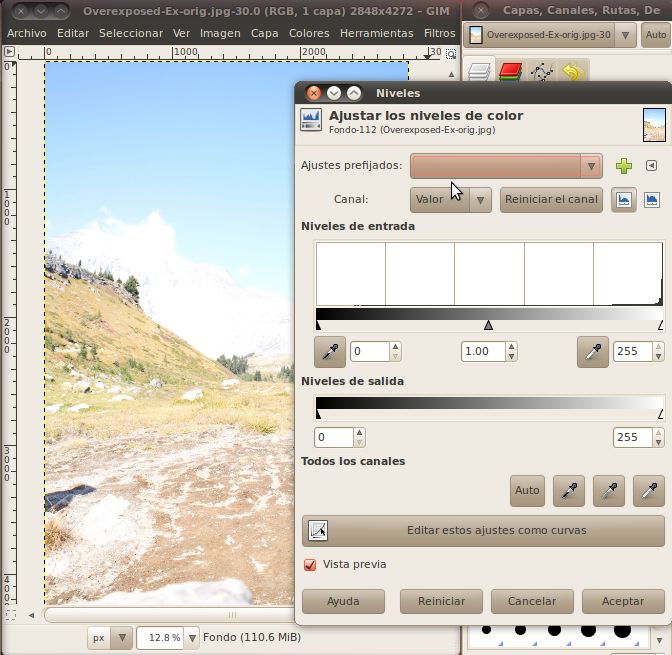 Overexposed-Ex-orig.jpg-30.0 (RGB, 1 capa) 2848x4272 – GIM
Capas, Canales, Rutas, De
Archivo Editar Seleccionar Ver Imagen Capa Colores Herramientas Filtros
Overexposed-Ex-orig.jpg-30
Auto
0 1000 2000 30
0
1000
2000
3000
4
Niveles
Ajustar los niveles de color
Fondo-112 (Overexposed-Ex-orig.jpg)
Ajustes prefijados:
Canal: Valor Reiniciar el canal
Niveles de entrada
0 1.00 255
Niveles de salida
0 255
Todos los canales
Auto
Editar estos ajustes como curvas
Vista previa
Ayuda Reiniciar Cancelar Aceptar
px 12.8 % Fondo (110.6 MiB)